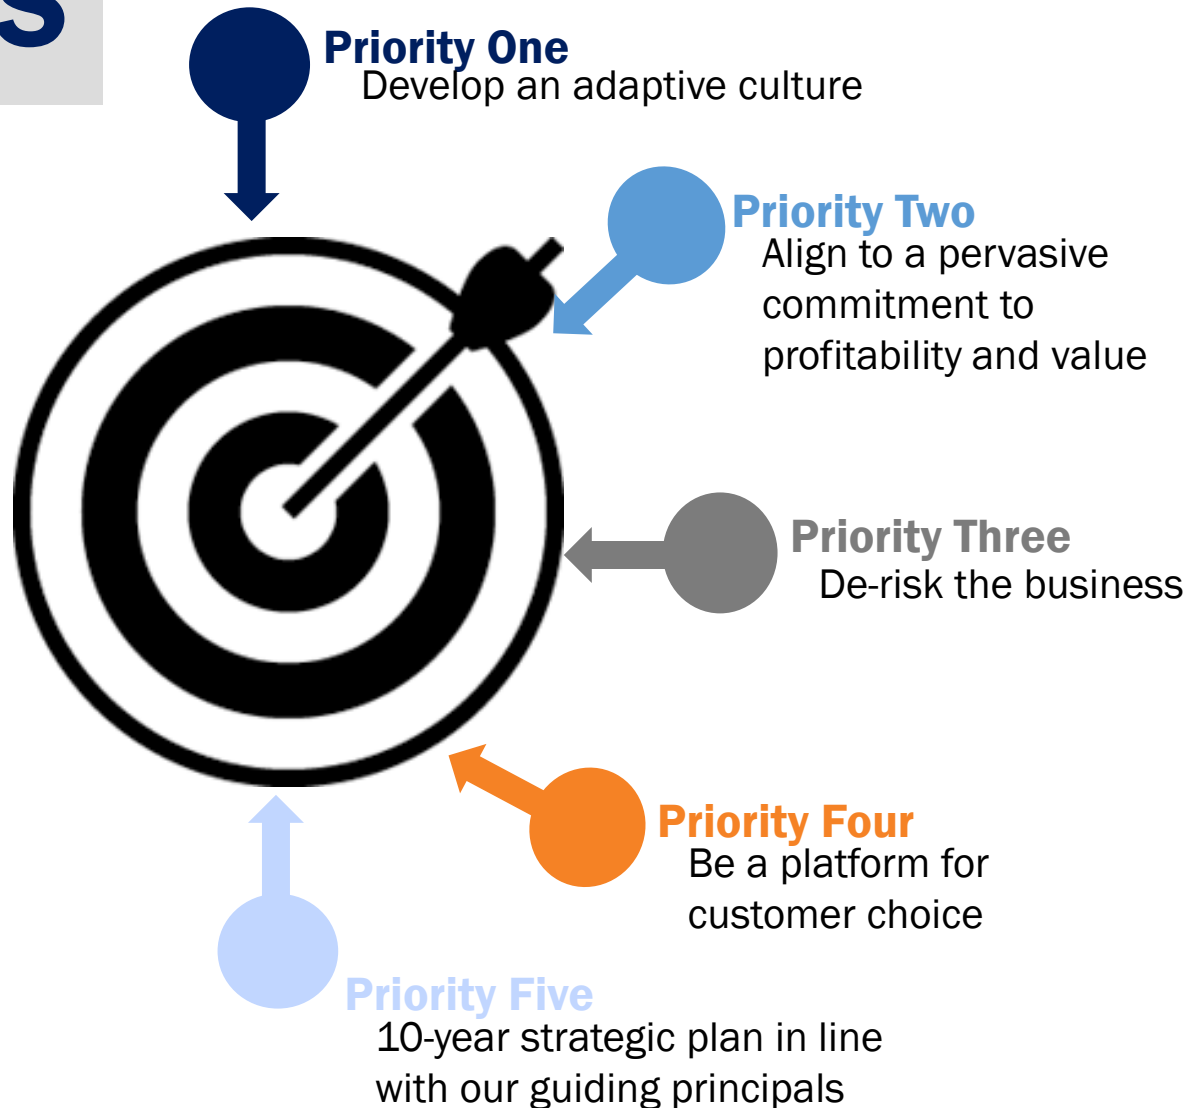 s
Priority One
Develop an adaptive culture
Priority Two
Align to a pervasive
commitment to
profitability and value
Priority Three
De-risk the business
Priority Four
Be a platform for
customer choice
Priority Five
10-year strategic plan in line
with our guiding principals